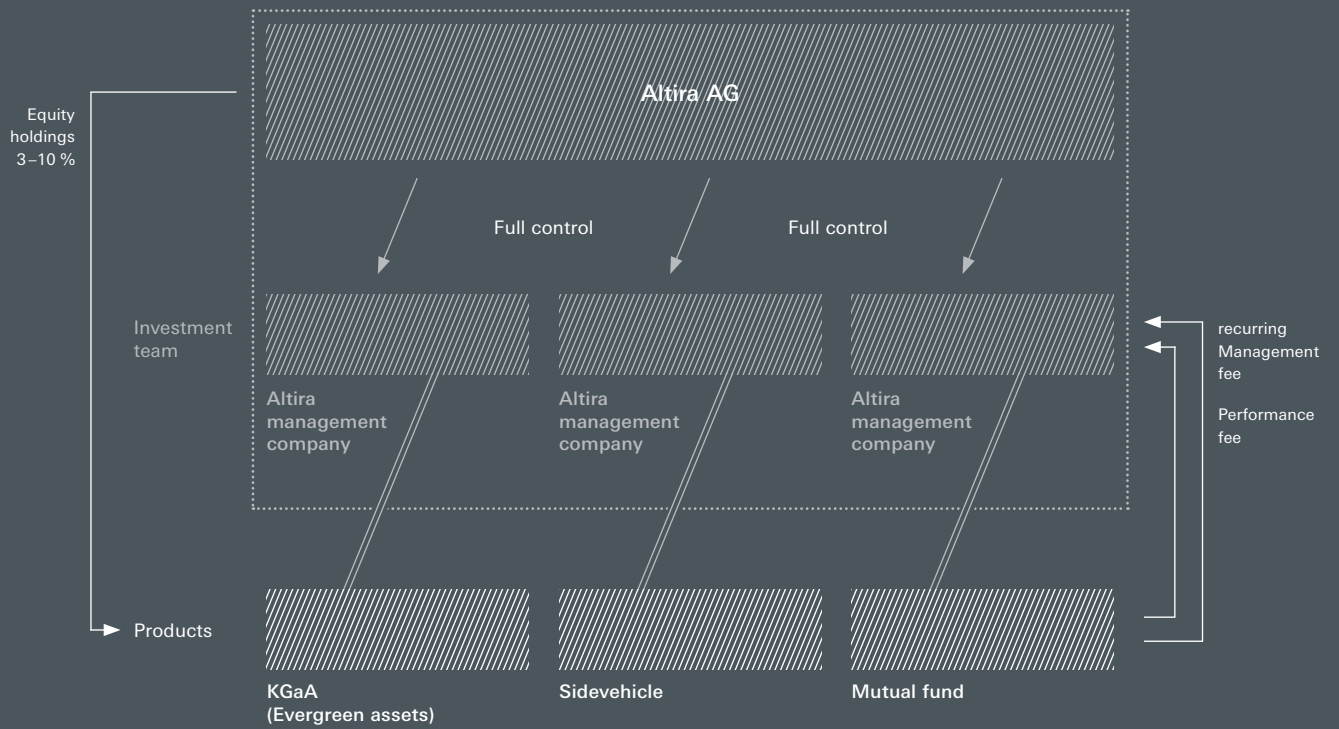 Altira AG
Equity
holdings
3–10 %
Full control
Full control
Investment
team
recurring
Management
fee
Performance
fee
Altira
management
company
Altira
management
company
Altira
management
company
Products
KGaA
(Evergreen assets)
Sidevehicle
Mutual fund